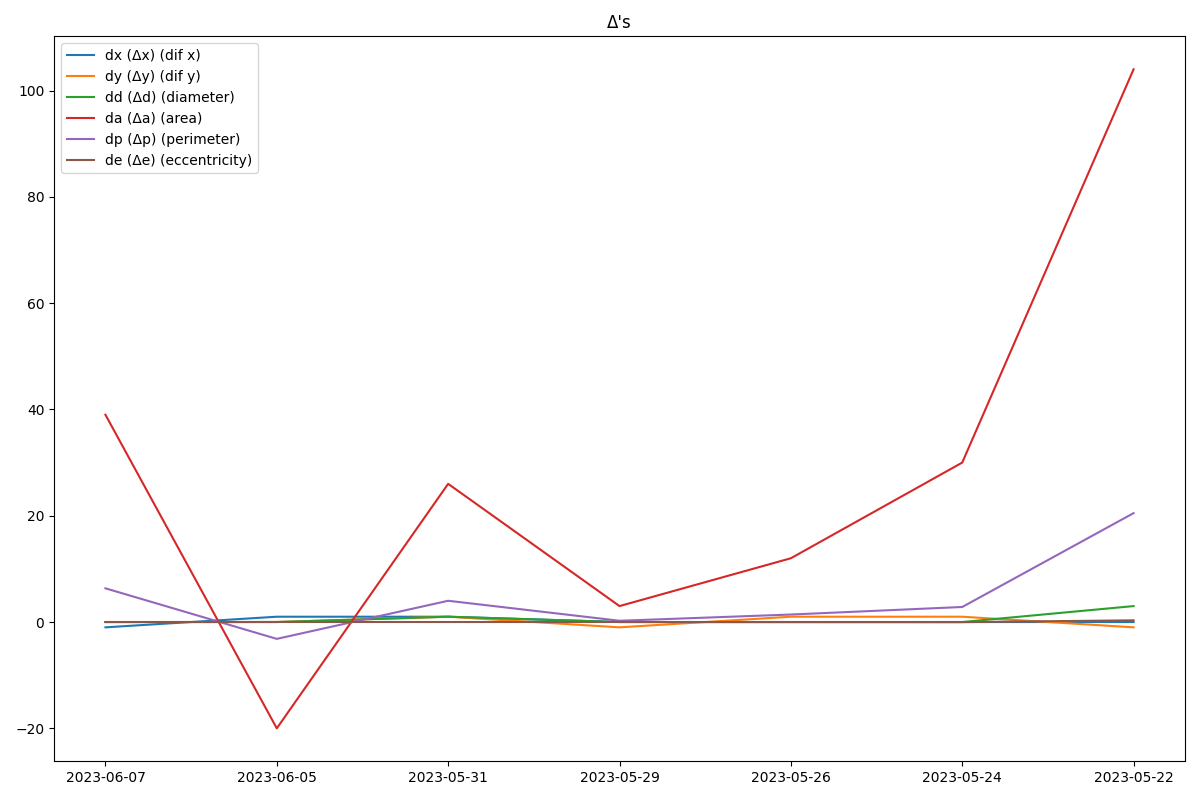 Δ's
dx (Δx) (dif x)
dy (Δy) (dif y)
dd (Δd) (diameter)
da (Δa) (area)
dp (Δp) (perimeter)
de (Δe) (eccentricity)
100
80
60
40
20
0
−20
2023-06-07 2023-06-05 2023-05-31 2023-05-29 2023-05-26 2023-05-24 2023-05-22